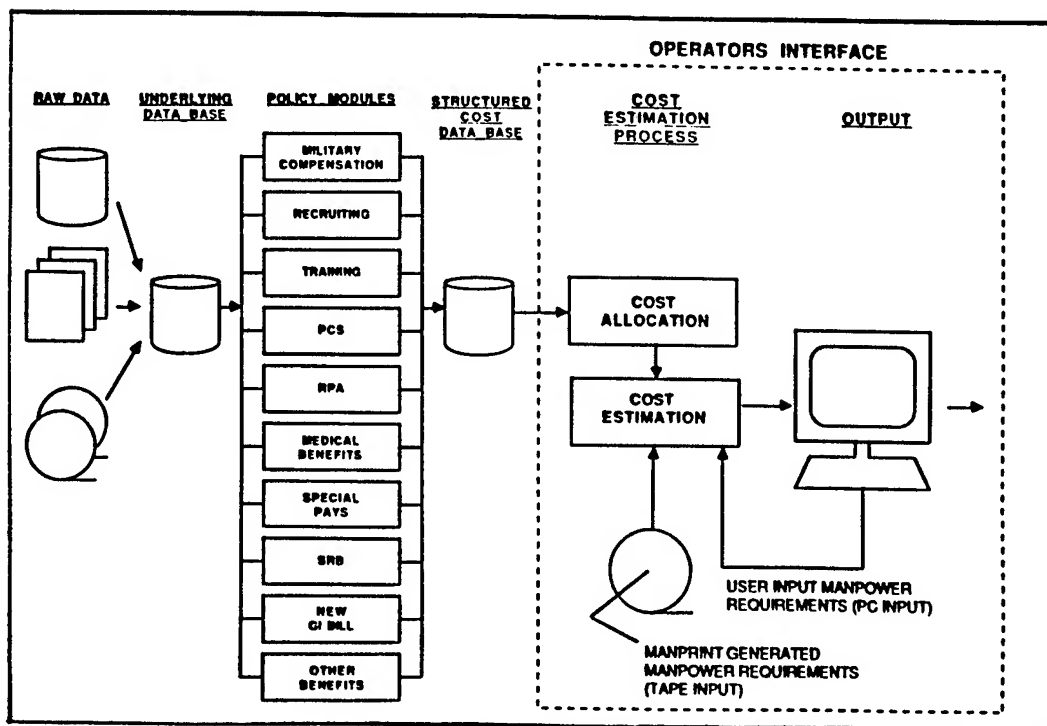 OPERATORS INTERFACE
RAW DATA
UNDERLYING
DATA BASE
POLICY MODULES
STRUCTURED
COST
DATA BASE
COST
ESTIMATION
PROCESS
OUTPUT
MILITARY
COMPENSATION
RECRUITING
TRAINING
PCS
RPA
MEDICAL
BENEFITS
SPECIAL
PAYS
SRB
NEW
GI BILL
OTHER
BENEFITS
COST
ALLOCATION
COST
ESTIMATION
USER INPUT MANPOWER
REQUIREMENTS (PC INPUT)
MANPRINT GENERATED
MANPOWER REQUIREMENTS
(TAPE INPUT)